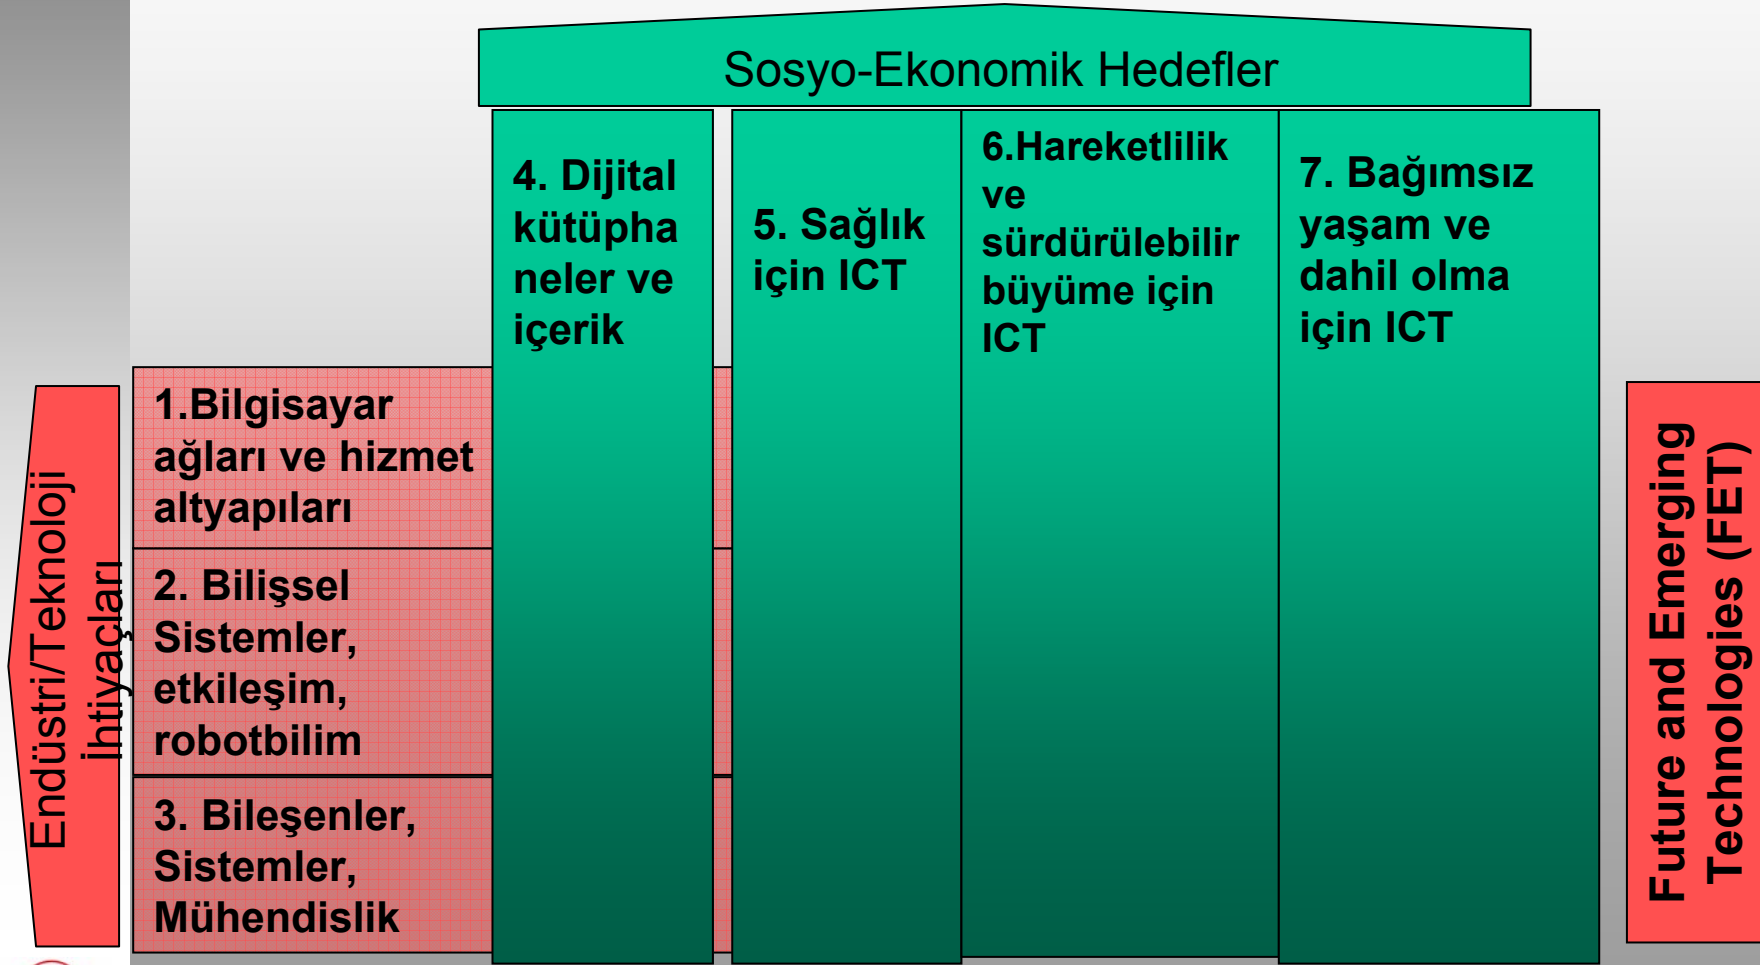 Sosyo-Ekonomik Hedefler
4. Dijital
kütüpha
neler ve
içerik
5. Sağlık
için ICT
6.Hareketlilik
ve
sürdürülebilir
büyüme için
ICT
7. Bağımsız
yaşam ve
dahil olma
için ICT
Endüstri/Teknoloji
İhtiyaçları
1.Bilgisayar
ağları ve hizmet
altyapıları
2. Bilişsel
Sistemler,
etkileşim,
robotbilim
3. Bileşenler,
Sistemler,
Mühendislik
Future and Emerging
Technologies (FET)